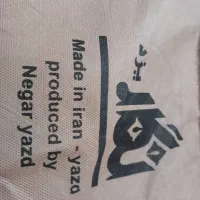 نگار
یزد
Made in iran - yazd
produced by
Negar yazd